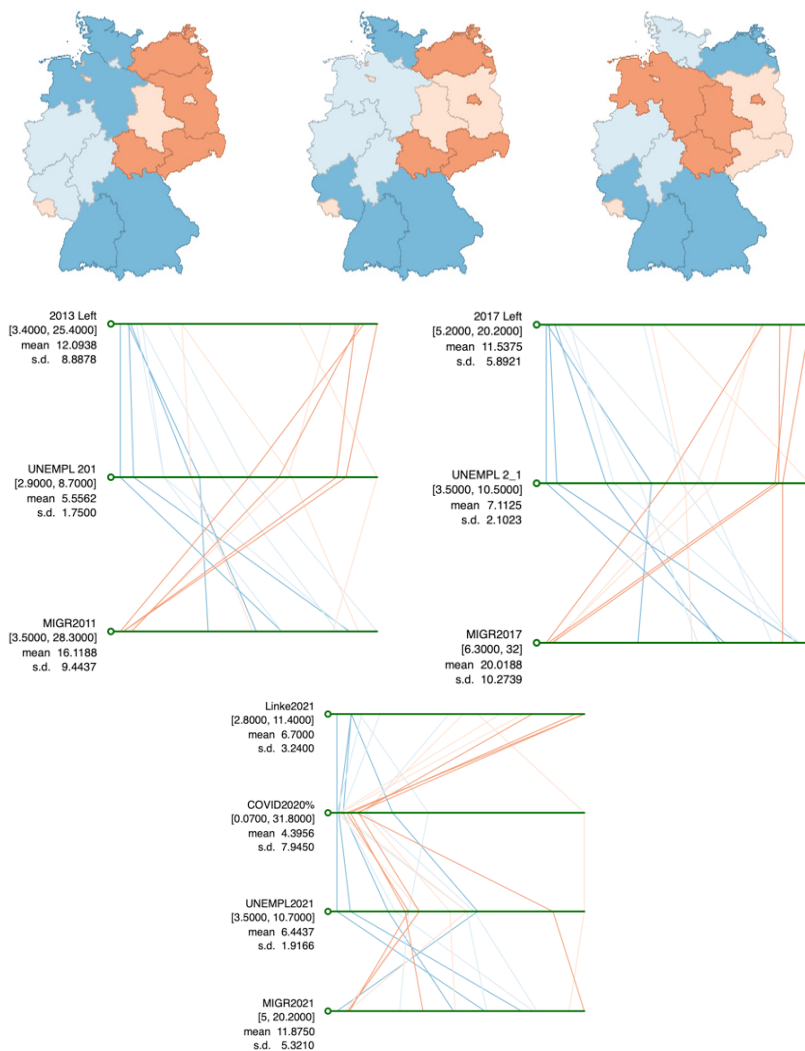 2013 Left
[3.4000, 25.4000]
mean 12.0938
s.d. 8.8878
UNEMPL 201
[2.9000, 8.7000]
mean 5.5562
s.d. 1.7500
MIGR2011
[3.5000, 28.3000]
mean 16.1188
s.d. 9.4437
2017 Left
[5.2000, 20.2000]
mean 11.5375
s.d. 5.8921
UNEMPL 2_1
[3.5000, 10.5000]
mean 7.1125
s.d. 2.1023
MIGR2017
[6.3000, 32]
mean 20.0188
s.d. 10.2739
Linke2021
[2.8000, 11.4000]
mean 6.7000
s.d. 3.2400
COVID2020%
[0.0700, 31.8000]
mean 4.3956
s.d. 7.9450
UNEMPL2021
[3.5000, 10.7000]
mean 6.4437
s.d. 1.9166
MIGR2021
[5, 20.2000]
mean 11.8750
s.d. 5.3210